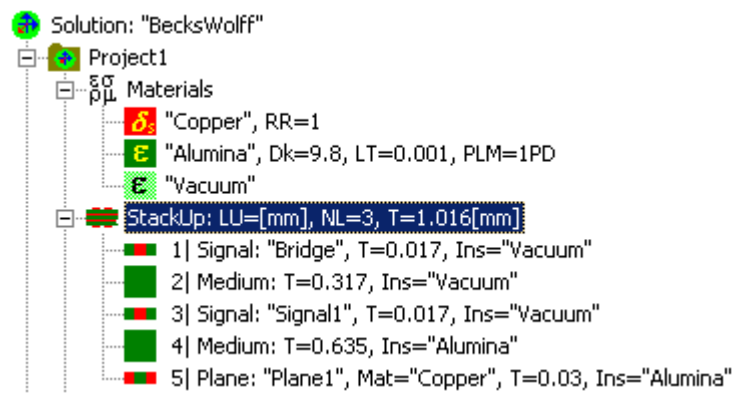 Solution: "BecksWolff"
Project1
εσ
ρμ Materials
δs "Copper", RR=1
ε "Alumina", Dk=9.8, LT=0.001, PLM=1PD
ε "Vacuum"
StackUp: LU=[mm], NL=3, T=1.016[mm]
1| Signal: "Bridge", T=0.017, Ins="Vacuum"
2| Medium: T=0.317, Ins="Vacuum"
3| Signal: "Signal1", T=0.017, Ins="Vacuum"
4| Medium: T=0.635, Ins="Alumina"
5| Plane: "Plane1", Mat="Copper", T=0.03, Ins="Alumina"